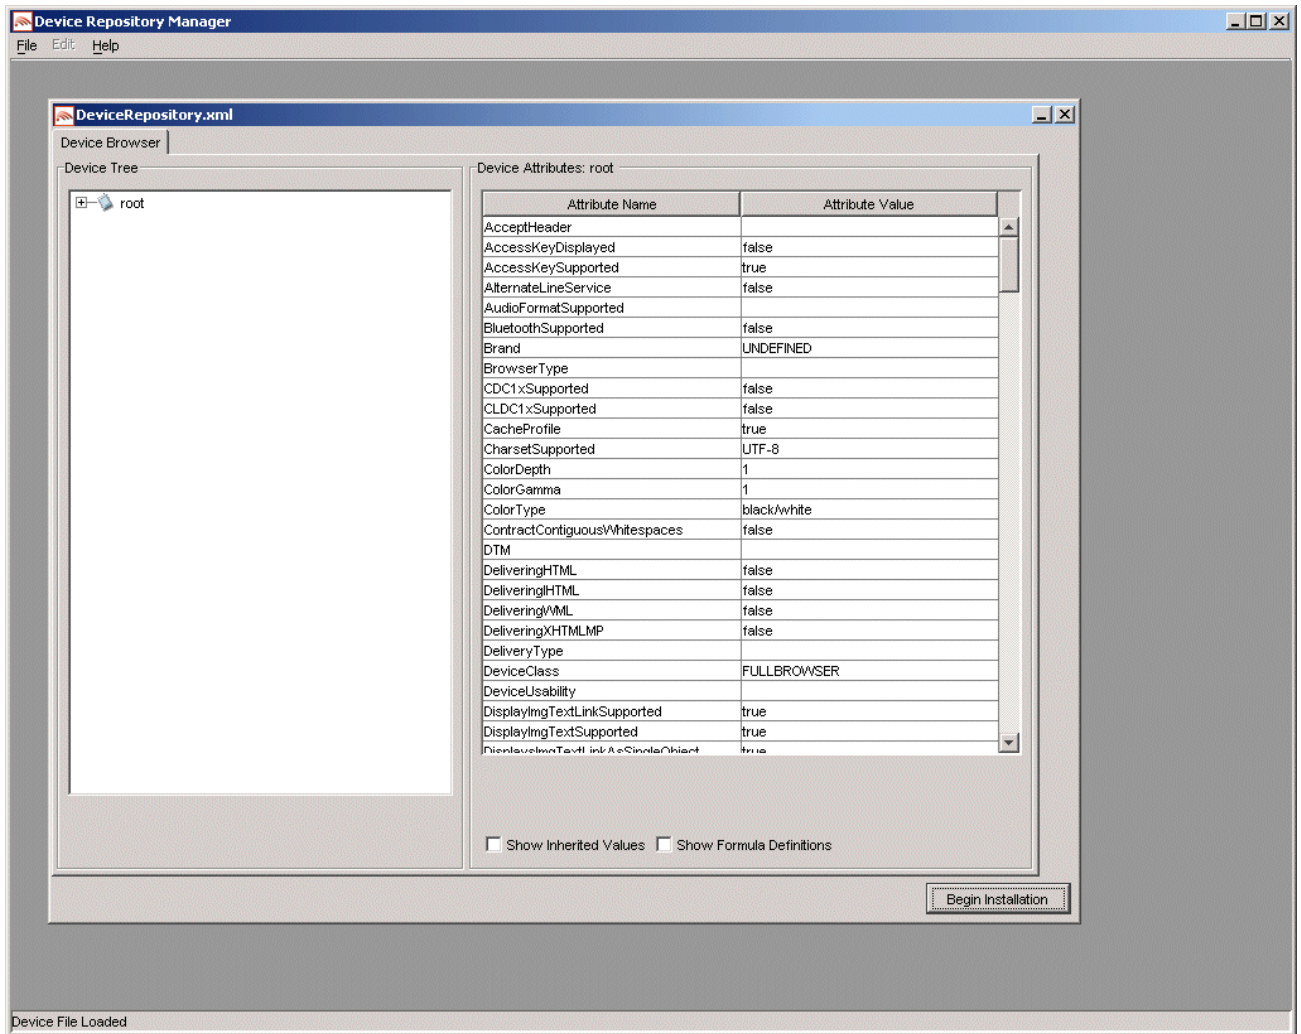 Device Repository Manager
File Edit Help
DeviceRepository.xml
Device Browser
Device Tree
root
Device Attributes: root
Attribute Name Attribute Value
AcceptHeader
AccessKeyDisplayed false
AccessKeySupported true
AlternateLineService false
AudioFormatSupported
BluetoothSupported false
Brand UNDEFINED
BrowserType
CDC1xSupported false
CLDC1xSupported false
CacheProfile true
CharsetSupported UTF-8
ColorDepth 1
ColorGamma 1
ColorType black/white
ContractContiguousWhitespaces false
DTM
DeliveringHTML false
DeliveringIHTML false
DeliveringWML false
DeliveringXHTMLMP false
DeliveryType
DeviceClass FULLBROWSER
DeviceUsability
DisplayImgTextLinkSupported true
DisplayImgTextSupported true
DisplaysImgTextLinkAsSingleObject true
Show Inherited Values Show Formula Definitions
Begin Installation
Device File Loaded